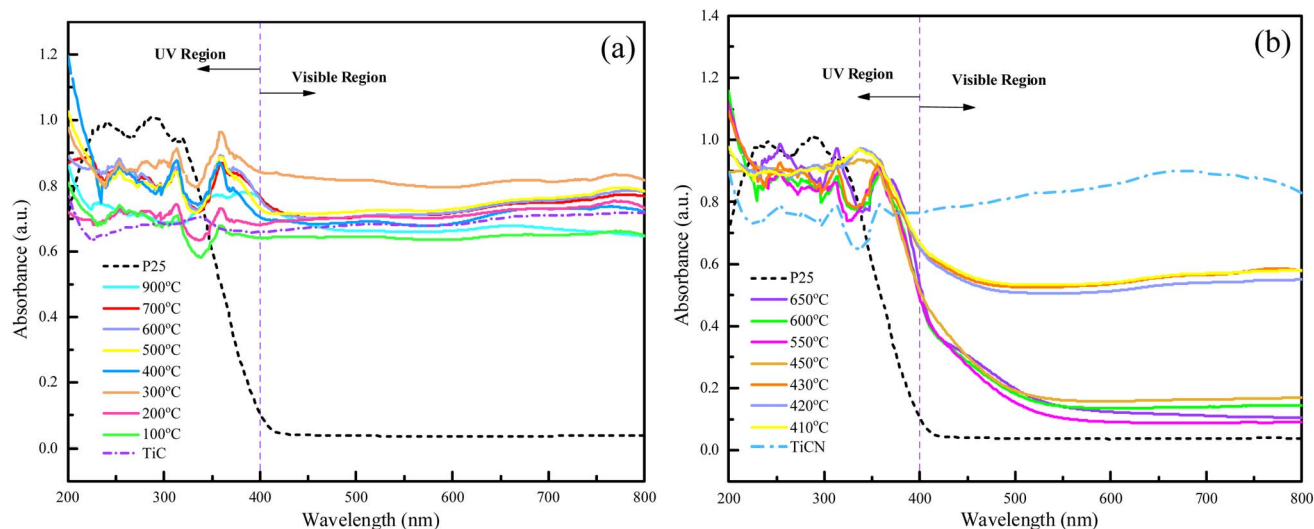 (a)
UV Region
Visible Region
Absorbance (a.u.)
1.2
1.0
0.8
0.6
0.4
0.2
0.0
P25
900°C
700°C
600°C
500°C
400°C
300°C
200°C
100°C
TiC
200 300 400 500 600 700 800
Wavelength (nm)
(b)
UV Region
Visible Region
Absorbance (a.u.)
1.4
1.2
1.0
0.8
0.6
0.4
0.2
0.0
P25
650°C
600°C
550°C
450°C
430°C
420°C
410°C
TiCN
200 300 400 500 600 700 800
Wavelength (nm)